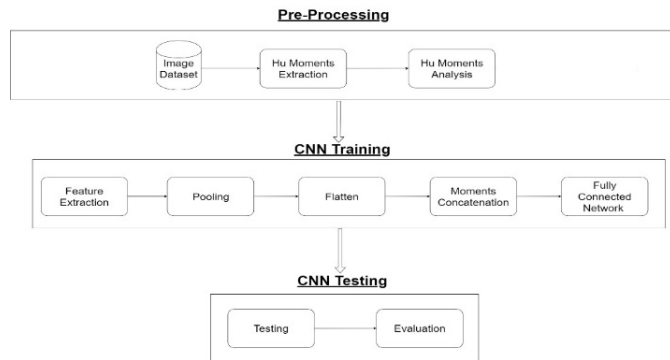 Pre-Processing
Image
Dataset
Hu Moments
Extraction
Hu Moments
Analysis
CNN Training
Feature
Extraction
Pooling
Flatten
Moments
Concatenation
Fully
Connected
Network
CNN Testing
Testing
Evaluation